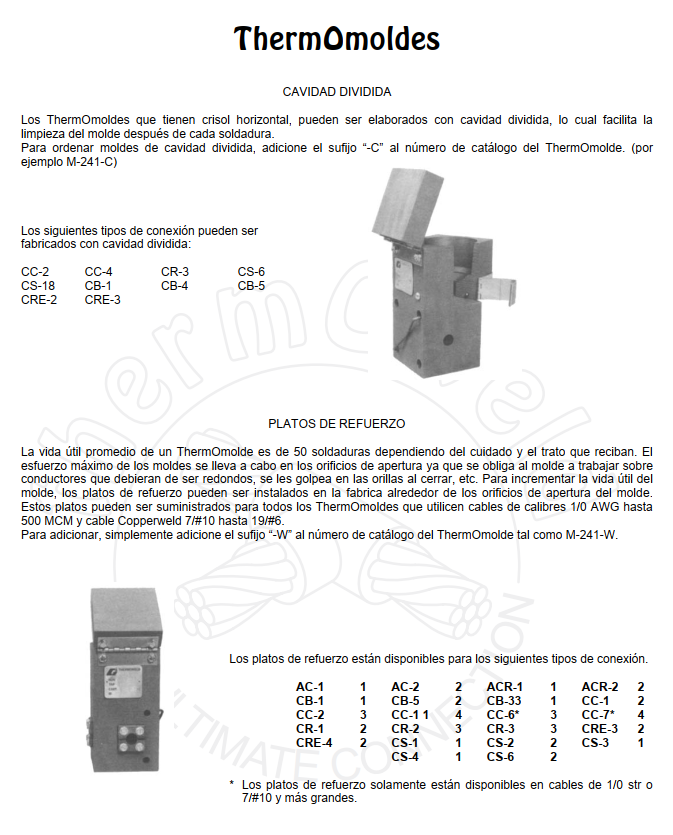 ThermOmoldes
CAVIDAD DIVIDIDA
Los ThermOmoldes que tienen crisol horizontal, pueden ser elaborados con cavidad dividida, lo cual facilita la
limpieza del molde después de cada soldadura.
Para ordenar moldes de cavidad dividida, adicione el sufijo “-C” al número de catálogo del ThermOmolde. (por
ejemplo M-241-C)
Los siguientes tipos de conexión pueden ser
fabricados con cavidad dividida:
CC-2 CC-4 CR-3 CS-6
CS-18 CB-1 CB-4 CB-5
CRE-2 CRE-3
PLATOS DE REFUERZO
La vida útil promedio de un ThermOmolde es de 50 soldaduras dependiendo del cuidado y el trato que reciban. El
esfuerzo máximo de los moldes se lleva a cabo en los orificios de apertura ya que se obliga al molde a trabajar sobre
conductores que debieran de ser redondos, se les golpea en las orillas al cerrar, etc. Para incrementar la vida útil del
molde, los platos de refuerzo pueden ser instalados en la fabrica alrededor de los orificios de apertura del molde.
Estos platos pueden ser suministrados para todos los ThermOmoldes que utilicen cables de calibres 1/0 AWG hasta
500 MCM y cable Copperweld 7/#10 hasta 19/#6.
Para adicionar, simplemente adicione el sufijo “-W” al número de catálogo del ThermOmolde tal como M-241-W.
Los platos de refuerzo están disponibles para los siguientes tipos de conexión.
AC-1 1 AC-2 2 ACR-1 1 ACR-2 2
CB-1 1 CB-5 2 CB-33 1 CC-1 2
CC-2 3 CC-1 1 4 CC-6* 3 CC-7* 4
CR-1 2 CR-2 3 CR-3 3 CRE-3 2
CRE-4 2 CS-1 1 CS-2 2 CS-3 1
CS-4 1 CS-6 2
* Los platos de refuerzo solamente están disponibles en cables de 1/0 str o
7/#10 y más grandes.
ULTIMATE CONNECTION